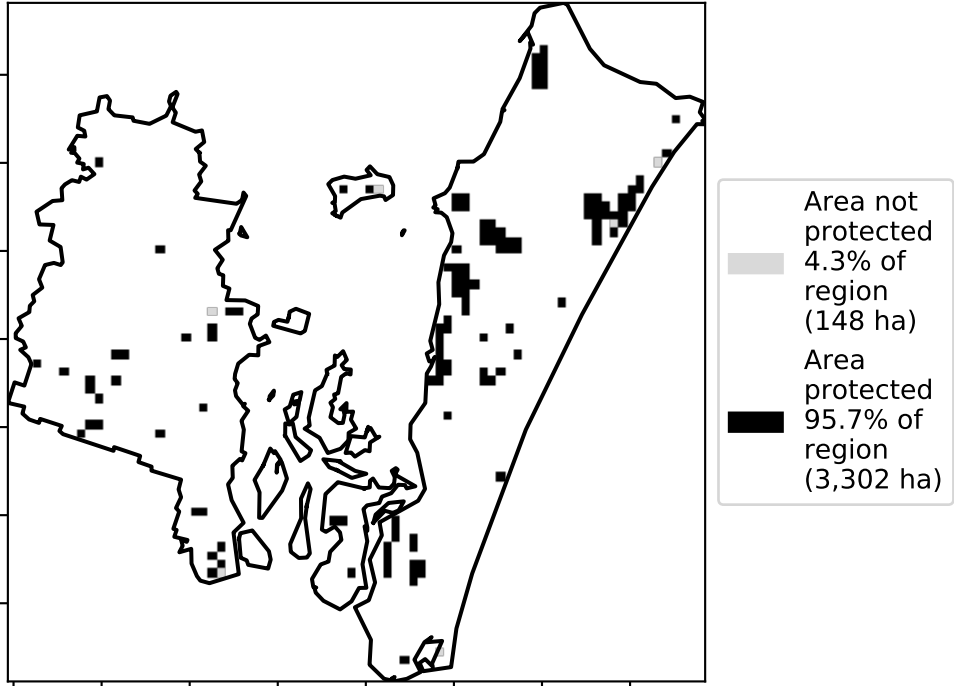 Area not
protected
4.3% of
region
(148 ha)
Area
protected
95.7% of
region
(3,302 ha)